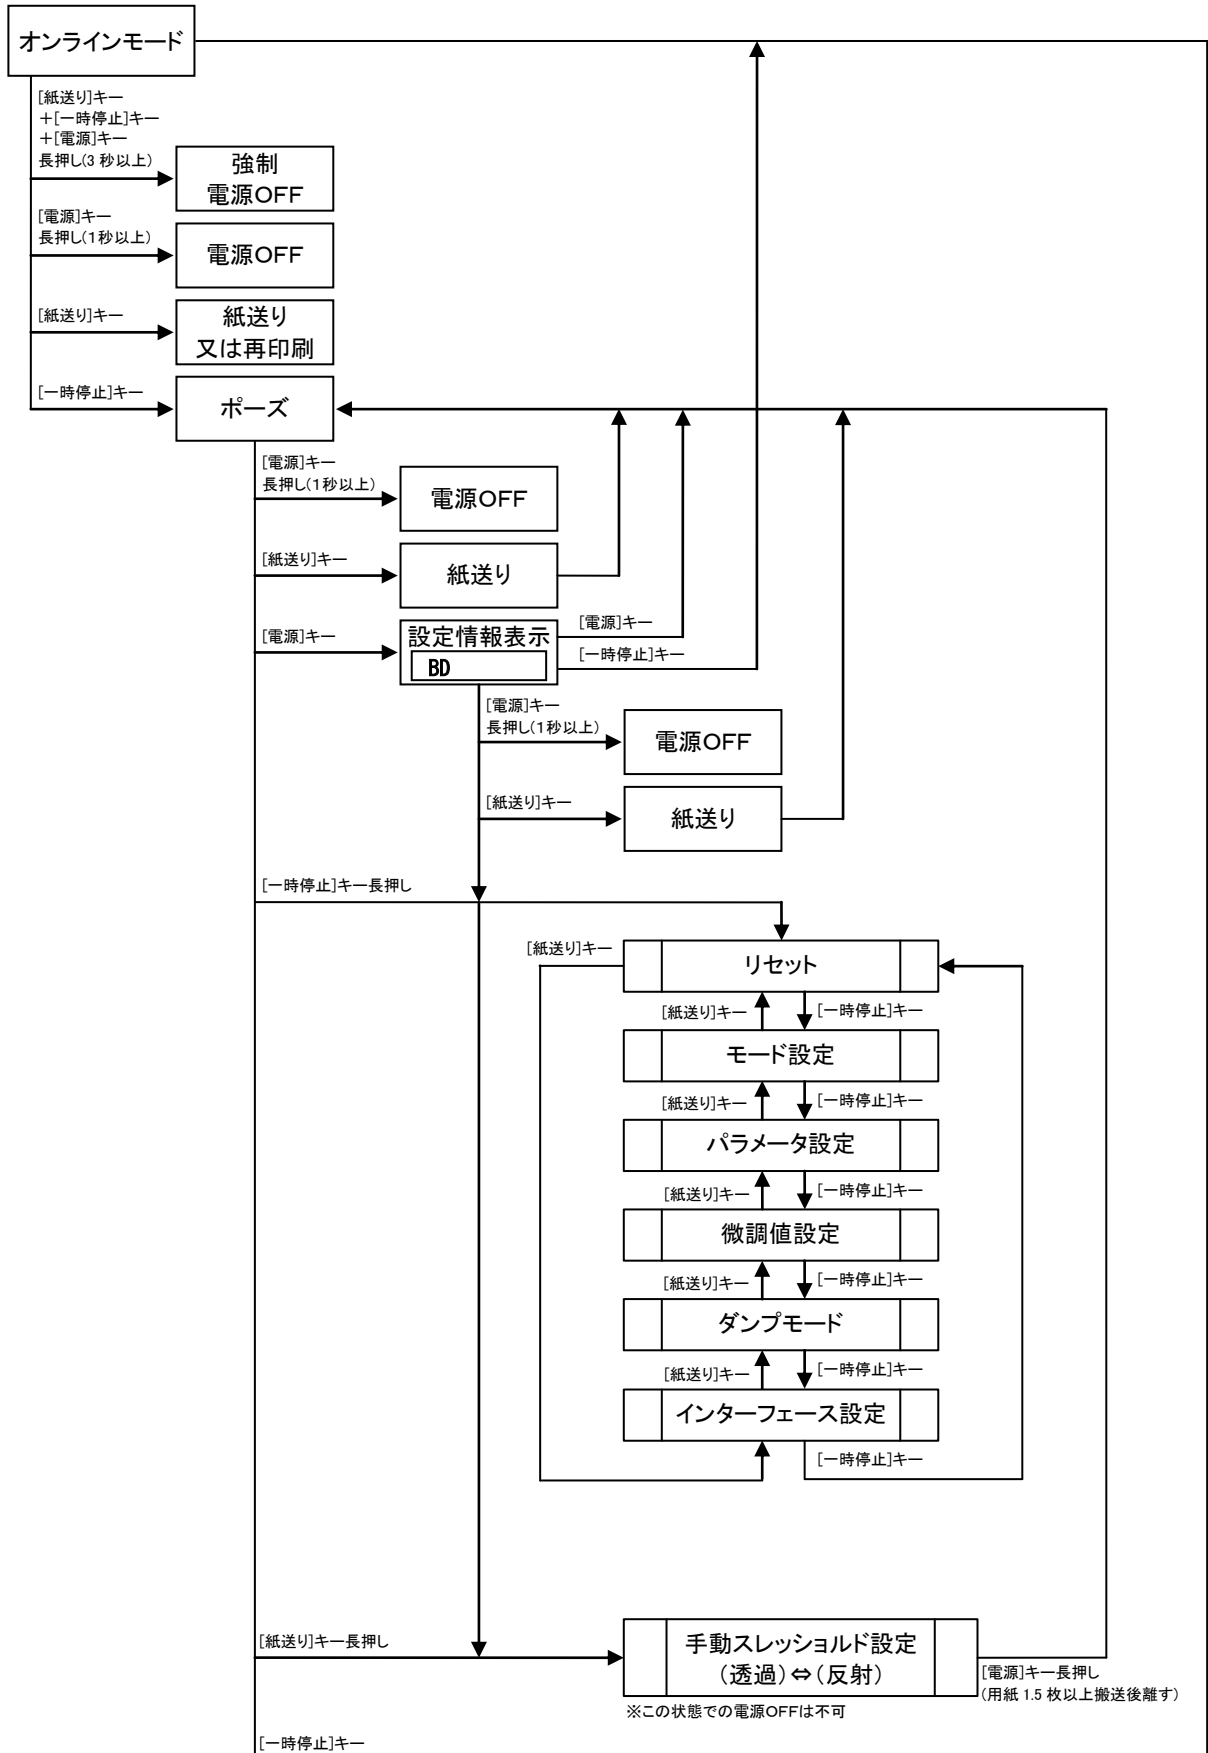 オンラインモード
[紙送り]キー
＋[一時停止]キー
＋[電源]キー
長押し(3 秒以上)
強制
電源OFF
[電源]キー
長押し(1秒以上)
電源OFF
[紙送り]キー
紙送り
又は再印刷
[一時停止]キー
ポーズ
[電源]キー
長押し(1秒以上)
電源OFF
[紙送り]キー
紙送り
[電源]キー
設定情報表示
BD
[電源]キー
[一時停止]キー
[電源]キー
長押し(1秒以上)
電源OFF
[紙送り]キー
紙送り
[一時停止]キー長押し
[紙送り]キー
リセット
[紙送り]キー
[一時停止]キー
モード設定
[紙送り]キー
[一時停止]キー
パラメータ設定
[紙送り]キー
[一時停止]キー
微調値設定
[紙送り]キー
[一時停止]キー
ダンプモード
[紙送り]キー
[一時停止]キー
インターフェース設定
[一時停止]キー
[紙送り]キー長押し
手動スレッショルド設定
(透過)⇔(反射)
[電源]キー長押し
(用紙 1.5 枚以上搬送後離す)
※この状態での電源OFFは不可
[一時停止]キー